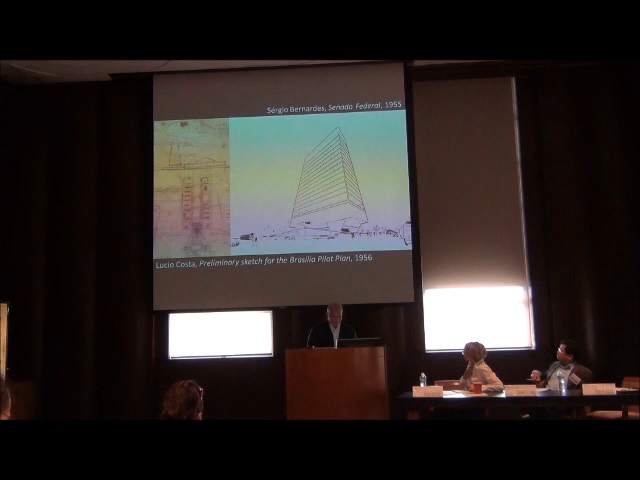 Sérgio Bernardes, Senado Federal, 1955
Lucio Costa, Preliminary sketch for the Brasilia Pilot Plan, 1956